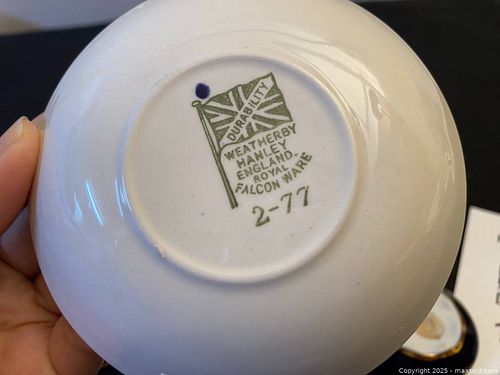 DURABILITY
WEATHERBY
HANLEY
ENGLAND.
ROYAL
FALCON WARE
2-77
Copyright 2025 - maxsold.com